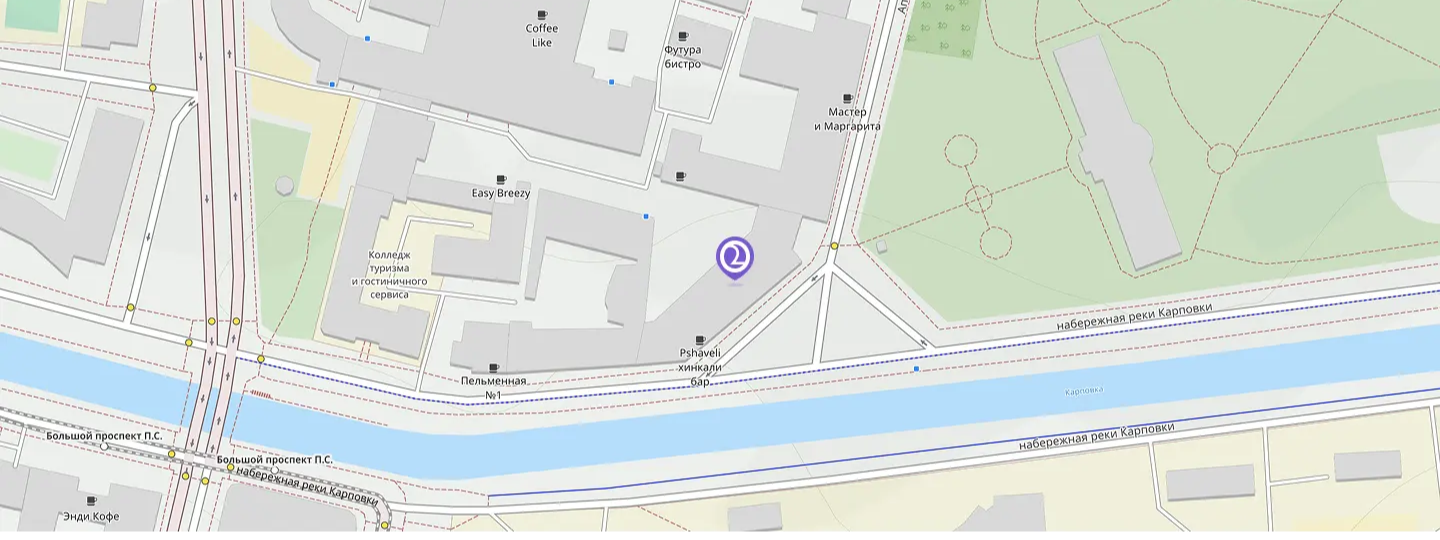 Coffee
Like
Футура
бистро
Мастер
и Маргарита
Easy Breezy
Колледж
туризма
и гостиничного
сервиса
2
набережная реки Карповки
Pshaveli
хинкали
бар
Пельменная
№1
Карповка
набережная реки Карповки
Большой проспект П.С.
Большой проспект П.С.
набережная реки Карповки
Энди Кофе